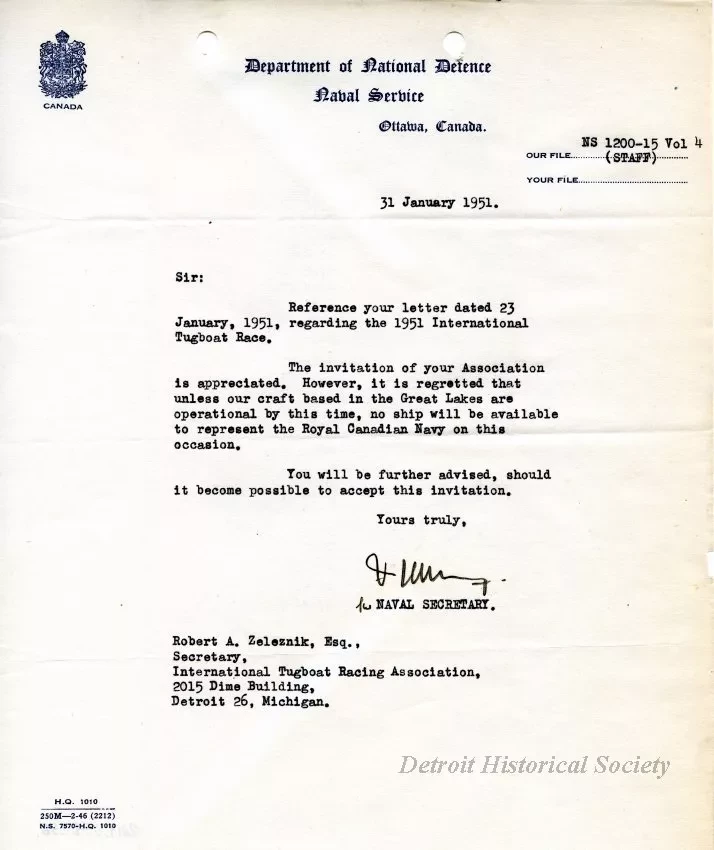 CANADA
Department of National Defence
Naval Service
Ottawa, Canada.
NS 1200-15 Vol 4
OUR FILE (STAFF)
YOUR FILE
31 January 1951.
Sir:
Reference your letter dated 23
January, 1951, regarding the 1951 International
Tugboat Race.
The invitation of your Association
is appreciated. However, it is regretted that
unless our craft based in the Great Lakes are
operational by this time, no ship will be available
to represent the Royal Canadian Navy on this
occasion.
You will be further advised, should
it become possible to accept this invitation.
Yours truly,
NAVAL SECRETARY.
Robert A. Zeleznik, Esq.,
Secretary,
International Tugboat Racing Association,
2015 Dime Building,
Detroit 26, Michigan.
Detroit Historical Society
H.Q. 1010
250M—2-46 (2212)
N.S. 7570-H.Q. 1010